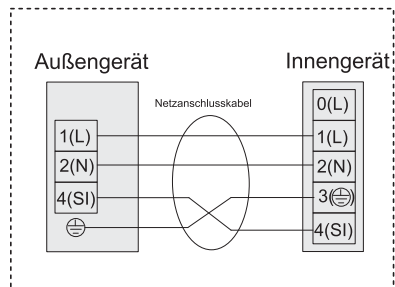 Außengerät
Innengerät
Netzanschlusskabel
0(L)
1(L)
1(L)
2(N)
2(N)
4(SI)
3(⏚)
4(SI)